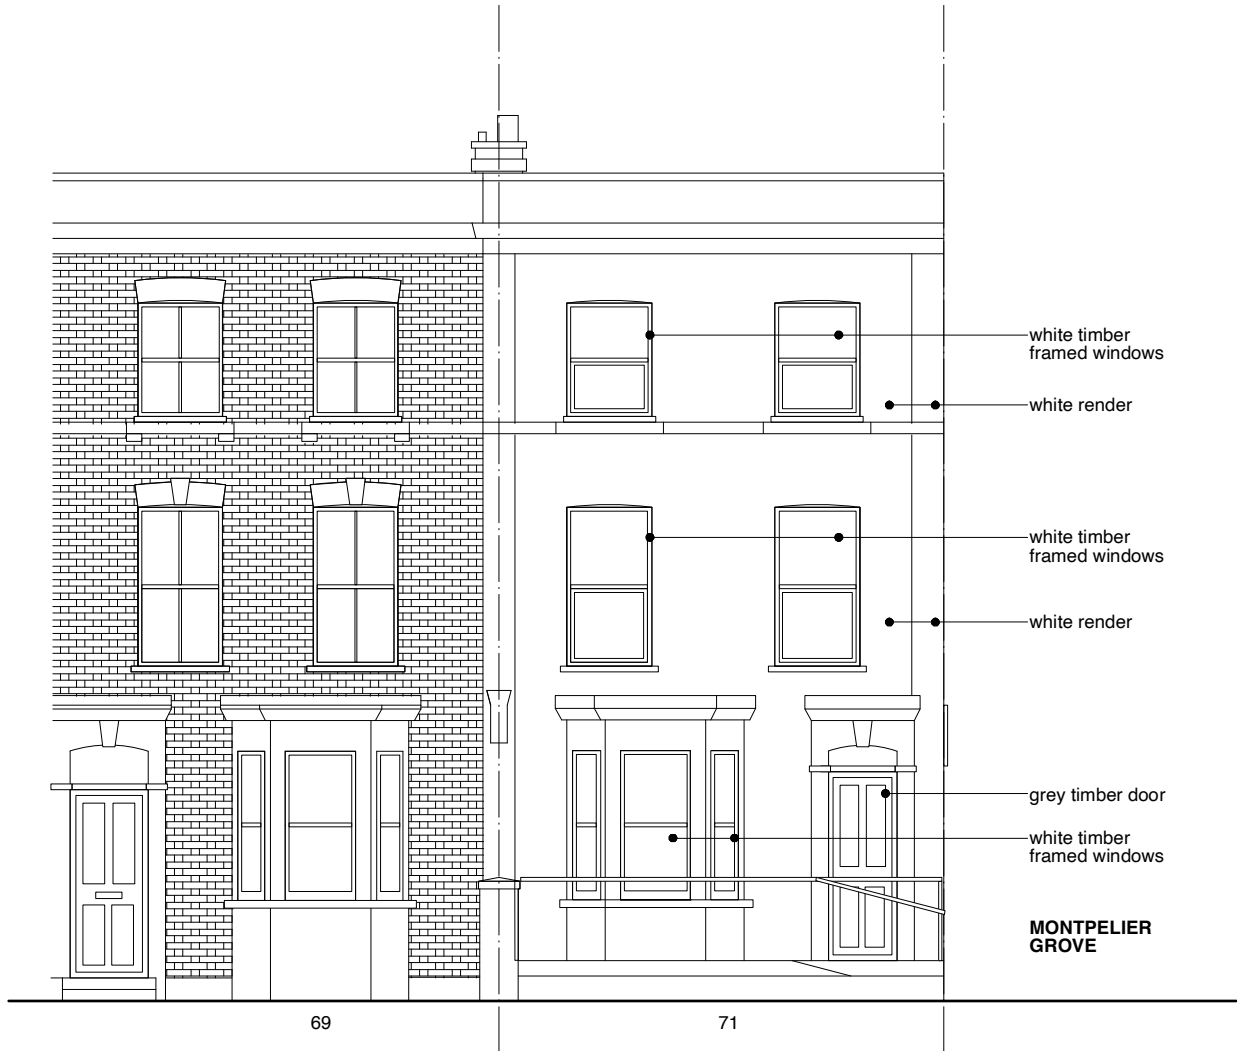 white timber
framed windows
white render
white timber
framed windows
white render
grey timber door
white timber
framed windows
MONTPELIER
GROVE
69
71